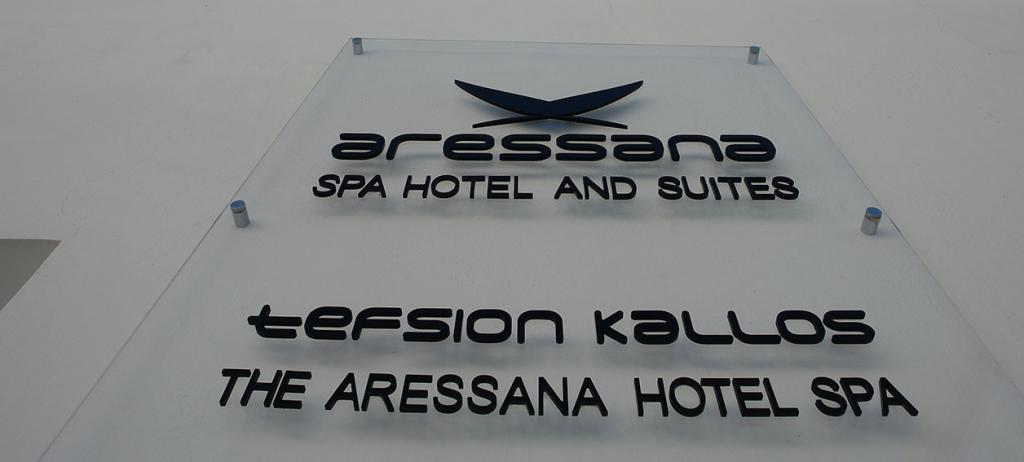 aressana
SPA HOTEL AND SUITES
tefsion kallos
THE ARESSANA HOTEL SPA